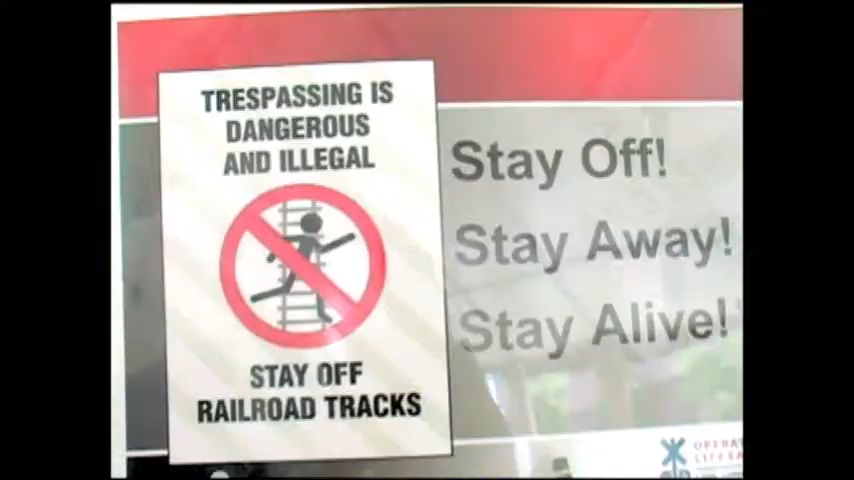 TRESPASSING IS
DANGEROUS
AND ILLEGAL
STAY OFF
RAILROAD TRACKS
Stay Off!
Stay Away!
Stay Alive!